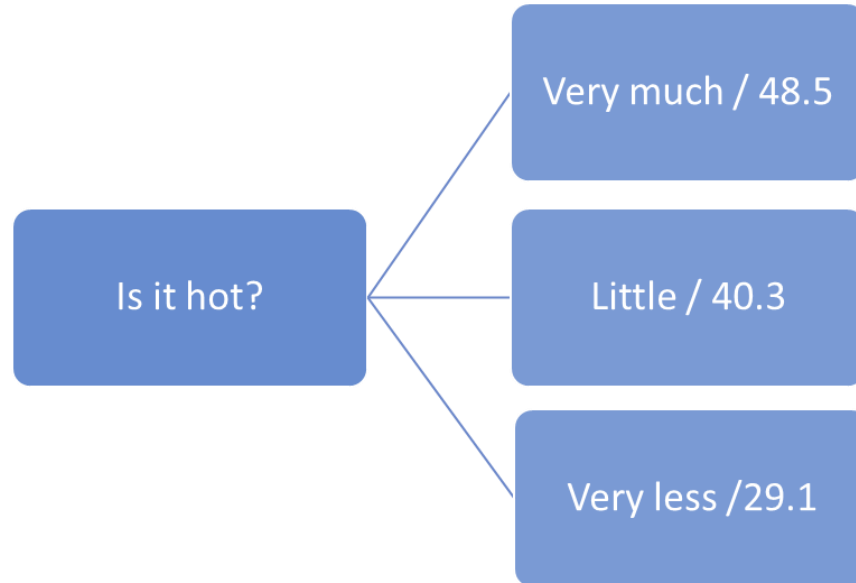 Very much / 48.5
Is it hot?
Little / 40.3
Very less /29.1